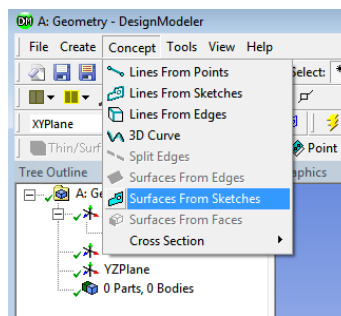 DM A: Geometry - DesignModeler
File Create Concept Tools View Help
Lines From Points
Select:
Lines From Sketches
Lines From Edges
XYPlane
3D Curve
Thin/Surf
Split Edges
Point
Tree Outline
Surfaces From Edges
aphics
A: Ge
Surfaces From Sketches
Surfaces From Faces
Cross Section
YZPlane
0 Parts, 0 Bodies